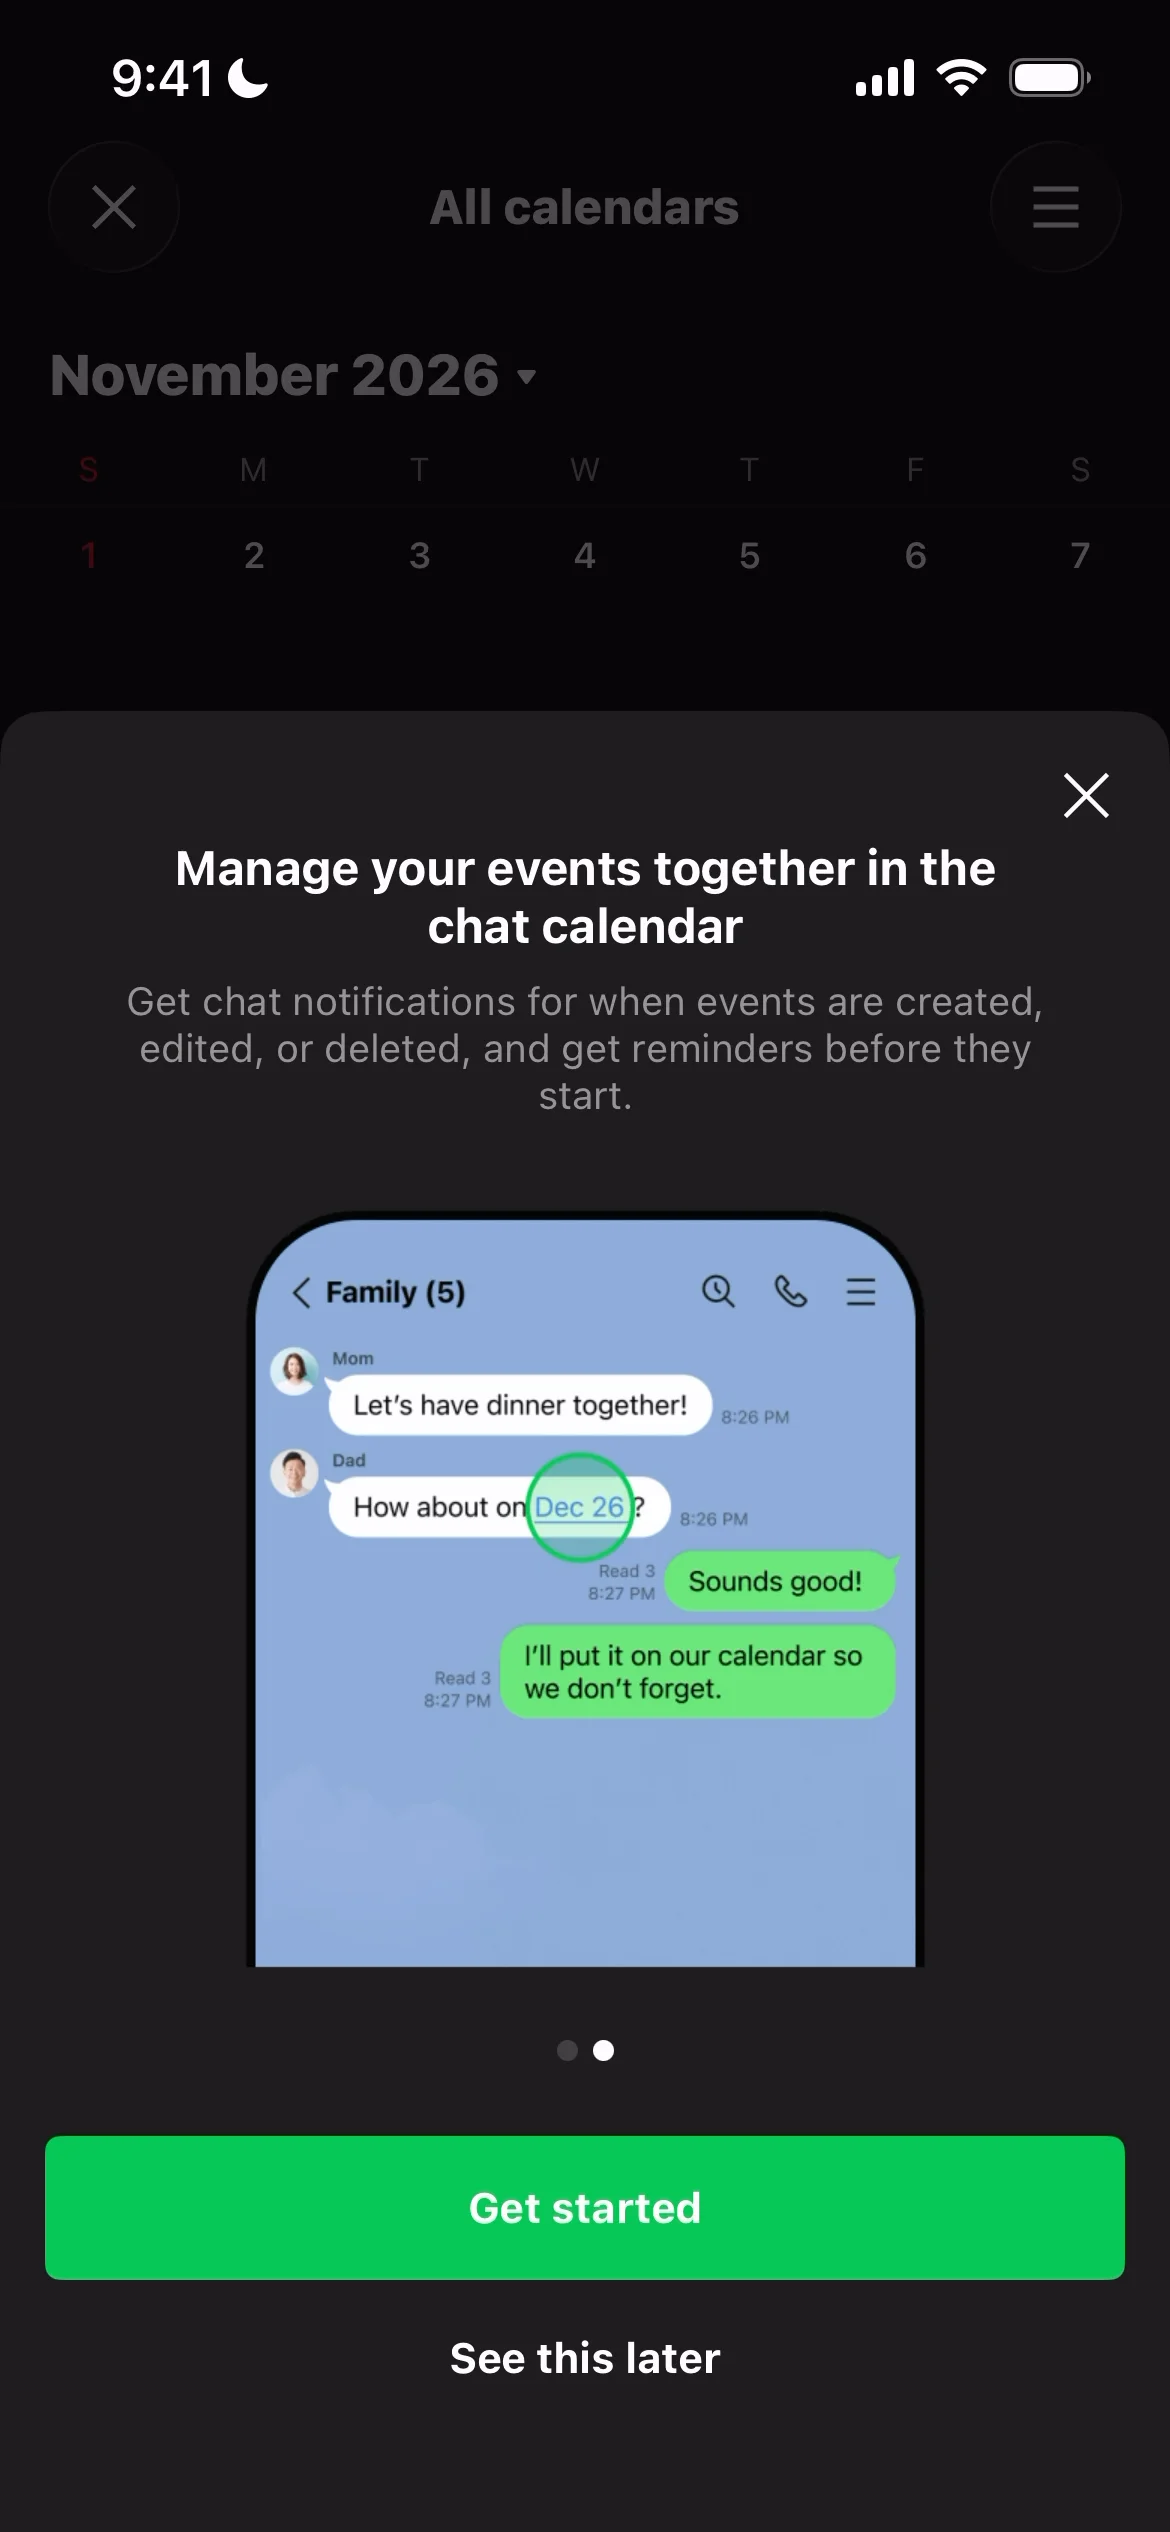 9:41
All calendars
November 2026
S M T W T F S
1 2 3 4 5 6 7
Manage your events together in the
chat calendar
Get chat notifications for when events are created,
edited, or deleted, and get reminders before they
start.
Family (5)
Mom
Let's have dinner together!
8:26 PM
Dad
How about on Dec 26 ?
8:26 PM
Read 3
8:27 PM
Sounds good!
I'll put it on our calendar so
we don't forget.
Read 3
8:27 PM
Get started
See this later